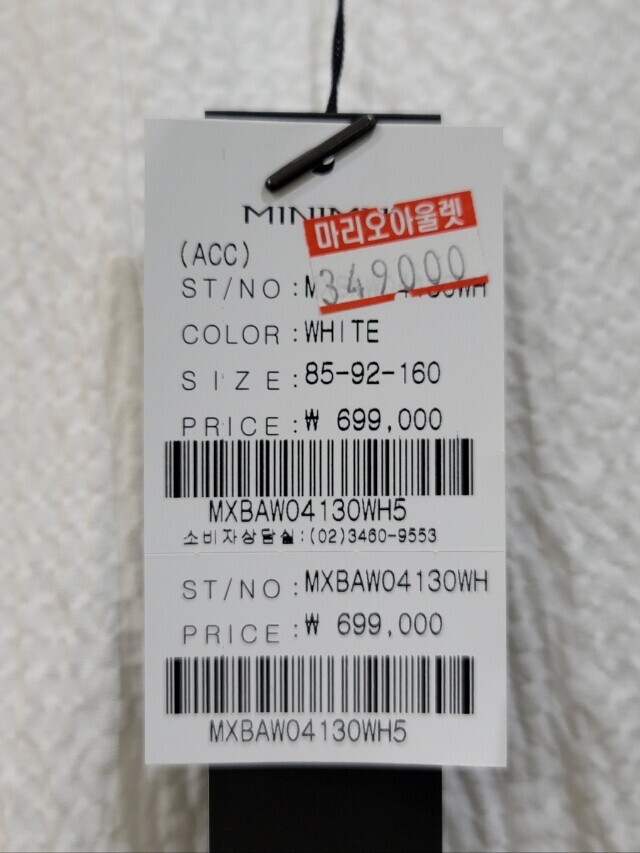 마리오아울렛
349000
(ACC)
ST/NO :
COLOR : WHITE
SIZE : 85-92-160
PRICE : ₩ 699,000
MXBAW04130WH5
소비자상담실:(02)3460-9553
ST/NO : MXBAW04130WH
PRICE : ₩ 699,000
MXBAW04130WH5